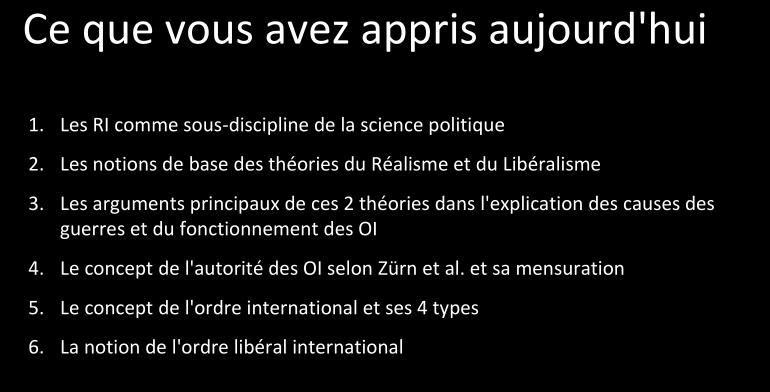 Ce que vous avez appris aujourd'hui
1. Les RI comme sous-discipline de la science politique
2. Les notions de base des théories du Réalisme et du Libéralisme
3. Les arguments principaux de ces 2 théories dans l'explication des causes des
guerres et du fonctionnement des OI
4. Le concept de l'autorité des OI selon Zürn et al. et sa mensuration
5. Le concept de l'ordre international et ses 4 types
6. La notion de l'ordre libéral international